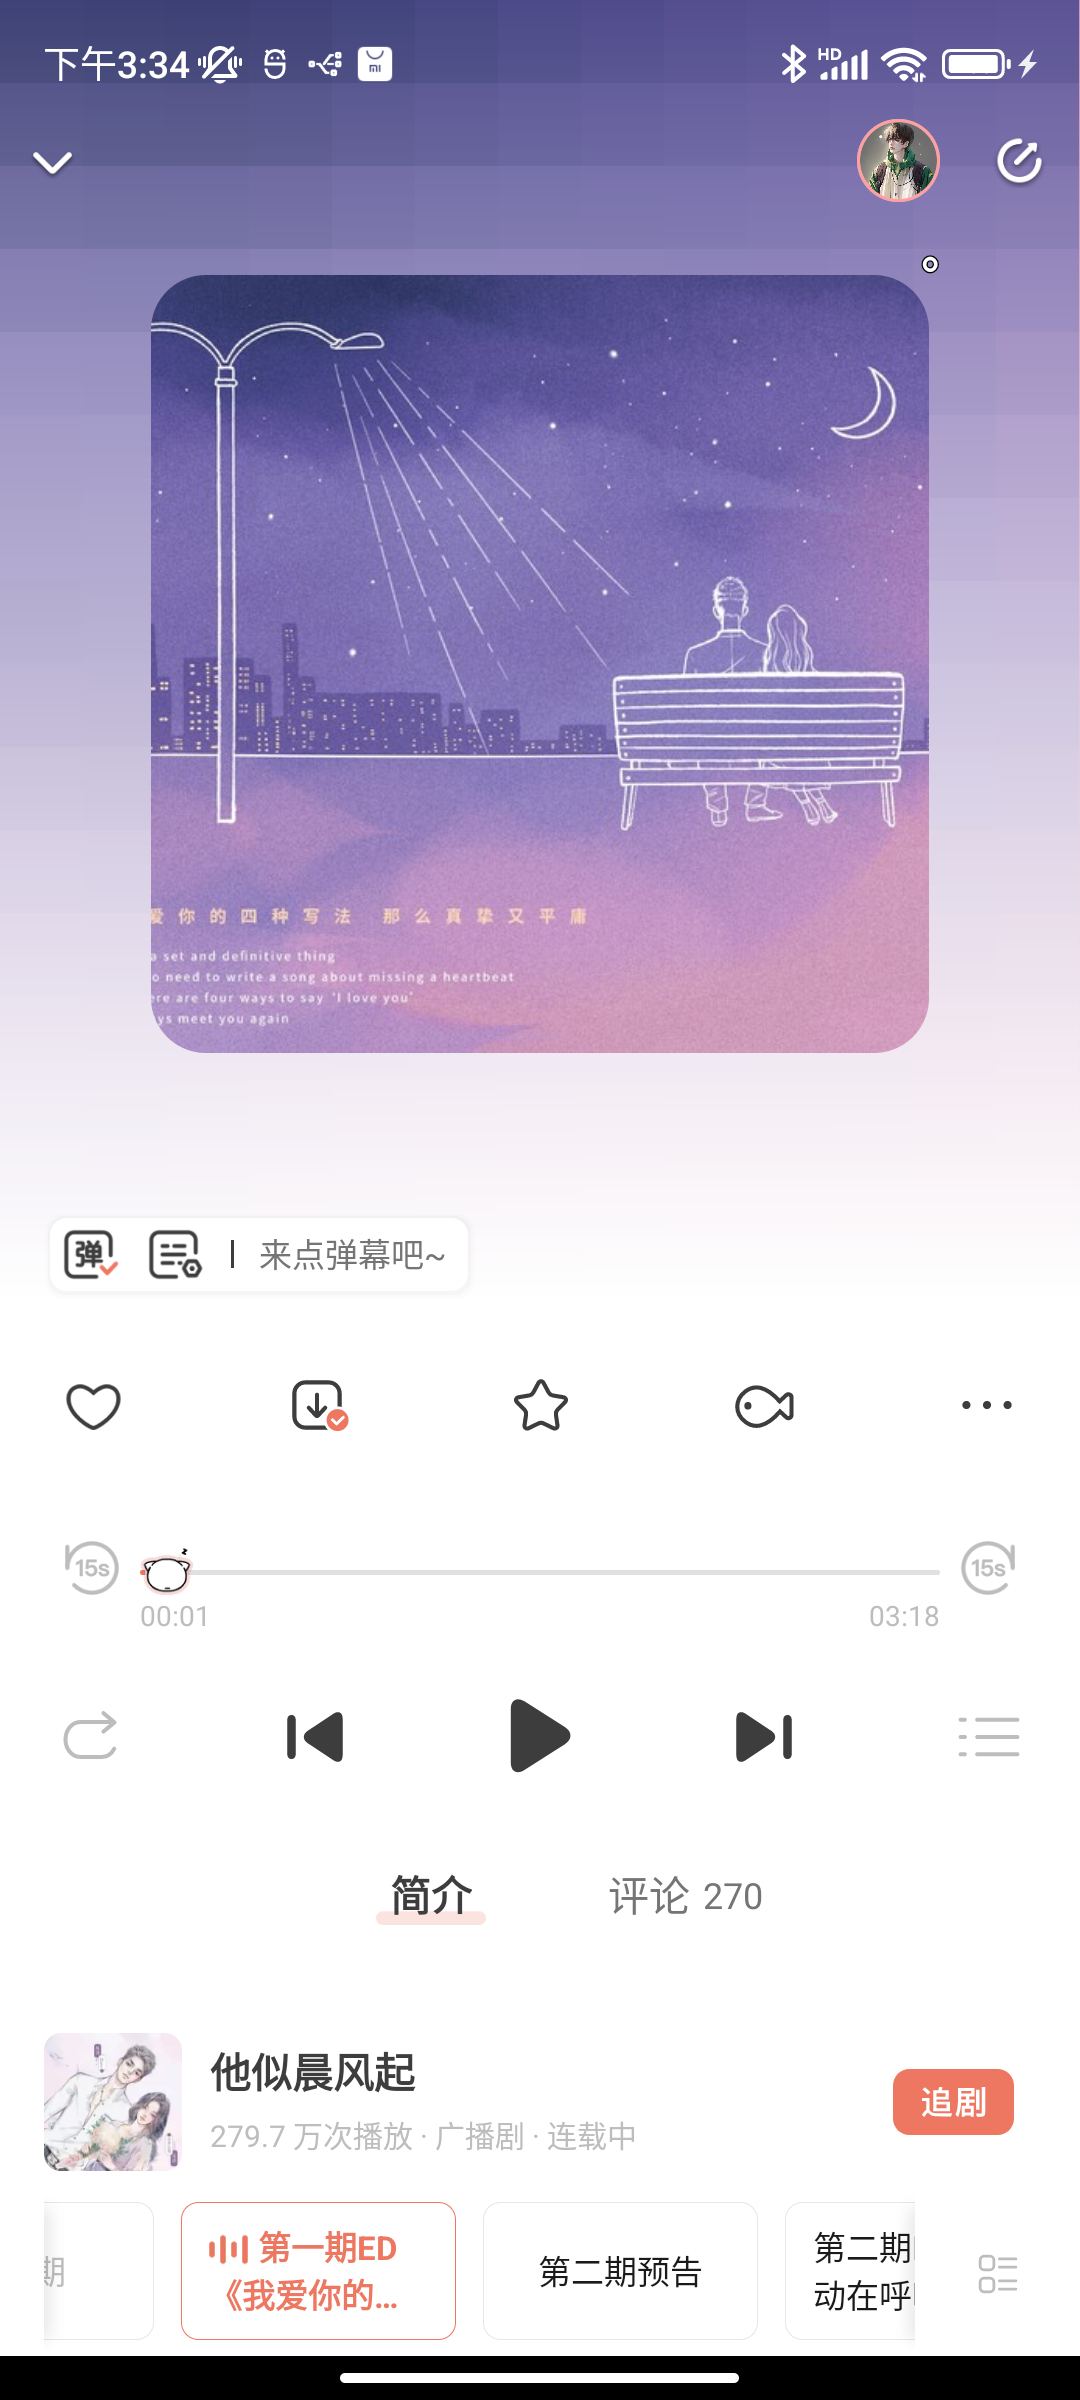 下午3:34
HD
mi
爱你的四种写法 那么真挚又平庸
a set and definitive thing
o need to write a song about missing a heartbeat
ere are four ways to say 'I love you'
ys meet you again
弹
来点弹幕吧~
15s
15s
00:01
03:18
简介
评论 270
他似晨风起
279.7 万次播放 · 广播剧 · 连载中
追剧
期
第一期ED
《我爱你的...
第二期预告
第二期
动在呼